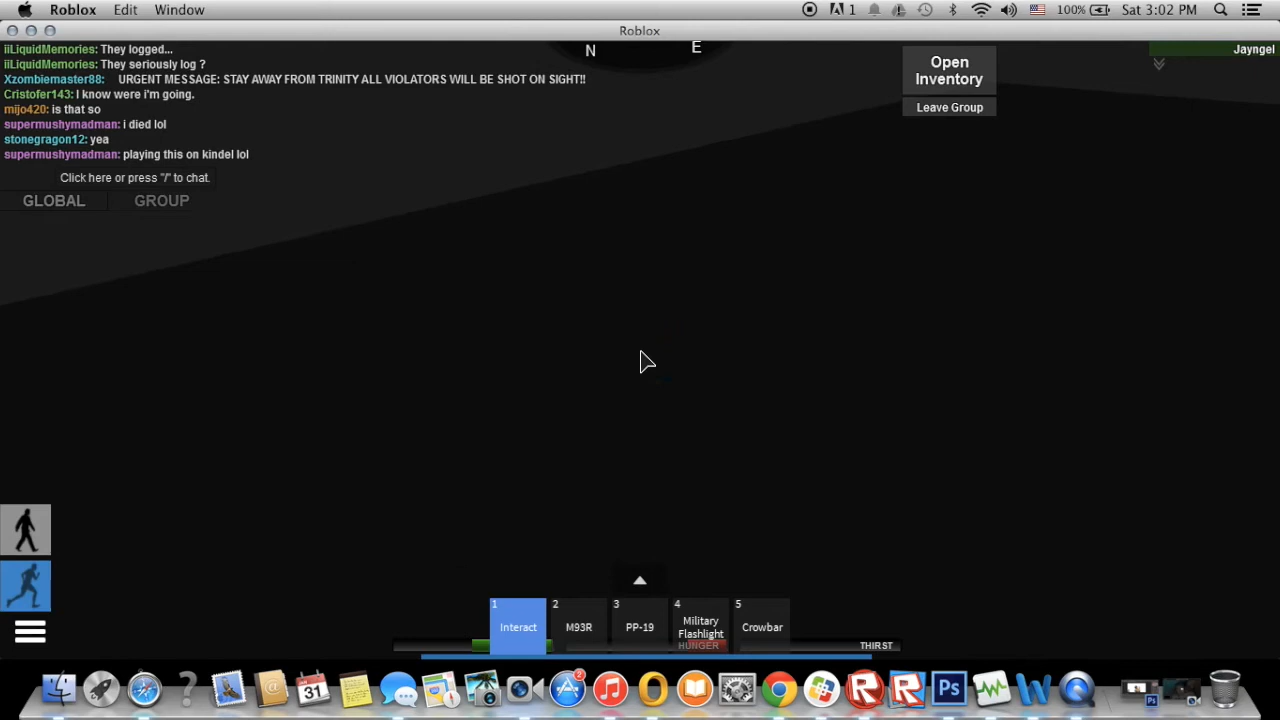 Roblox Edit Window
1 100% Sat 3:02 PM
Roblox
iiLiquidMemories: They logged...
iiLiquidMemories: They seriously log ?
Xzombiemaster88: URGENT MESSAGE: STAY AWAY FROM TRINITY ALL VIOLATORS WILL BE SHOT ON SIGHT!!
Cristofer143: I know were i'm going.
mijo420: is that so
supermushymadman: i died lol
stonegragon12: yea
supermushymadman: playing this on kindel lol
Click here or press "/" to chat.
GLOBAL GROUP
N E
Open
Inventory
Leave Group
Jayngel
1 Interact
2 M93R
3 PP-19
4 Military
Flashlight
5 Crowbar
HUNGER
THIRST
31
2